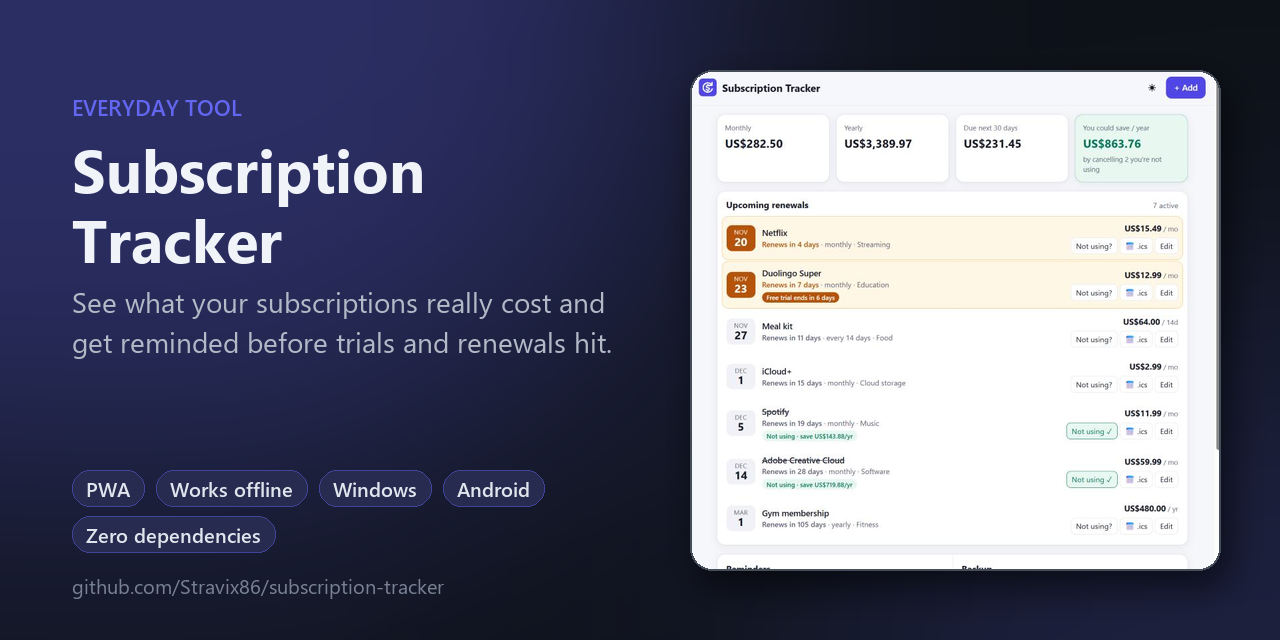 EVERYDAY TOOL
Subscription
Tracker
See what your subscriptions really cost and
get reminded before trials and renewals hit.
PWA
Works offline
Windows
Android
Zero dependencies
github.com/Stravix86/subscription-tracker
Subscription Tracker
+ Add
Monthly
US$282.50
Yearly
US$3,389.97
Due next 30 days
US$231.45
You could save / year
US$863.76
by cancelling 2 you're not
using
Upcoming renewals
7 active
NOV
20
Netflix
Renews in 4 days · monthly · Streaming
US$15.49 / mo
Not using?
.ics
Edit
NOV
23
Duolingo Super
Renews in 7 days · monthly · Education
Free trial ends in 6 days
US$12.99 / mo
Not using?
.ics
Edit
NOV
27
Meal kit
Renews in 11 days · every 14 days · Food
US$64.00 / 14d
Not using?
.ics
Edit
DEC
1
iCloud+
Renews in 15 days · monthly · Cloud storage
US$2.99 / mo
Not using?
.ics
Edit
DEC
5
Spotify
Renews in 19 days · monthly · Music
Not using · save US$143.88/yr
US$11.99 / mo
Not using ✓
.ics
Edit
DEC
14
Adobe Creative Cloud
Renews in 28 days · monthly · Software
Not using · save US$719.88/yr
US$59.99 / mo
Not using ✓
.ics
Edit
MAR
1
Gym membership
Renews in 105 days · yearly · Fitness
US$480.00 / yr
Not using?
.ics
Edit
Reminders
Backup